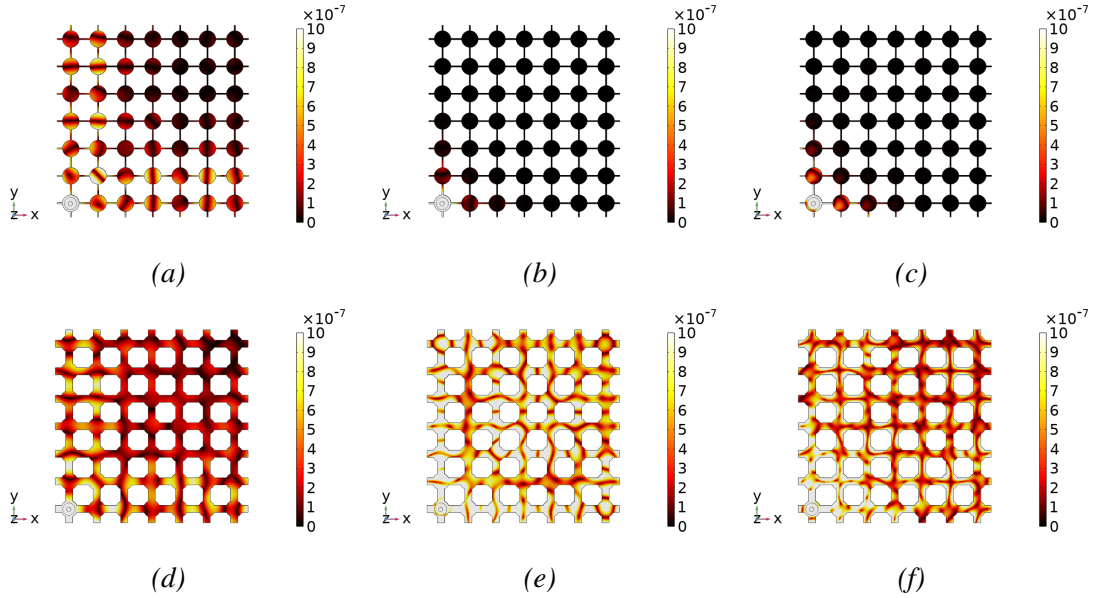 ×10⁻⁷ ×10⁻⁷ ×10⁻⁷
10 10 10
9 9 9
8 8 8
7 7 7
6 6 6
5 5 5
4 4 4
3 3 3
2 2 2
1 1 1
0 0 0
y y y
z x z x z x
(a) (b) (c)
×10⁻⁷ ×10⁻⁷ ×10⁻⁷
10 10 10
9 9 9
8 8 8
7 7 7
6 6 6
5 5 5
4 4 4
3 3 3
2 2 2
1 1 1
0 0 0
y y y
z x z x z x
(d) (e) (f)